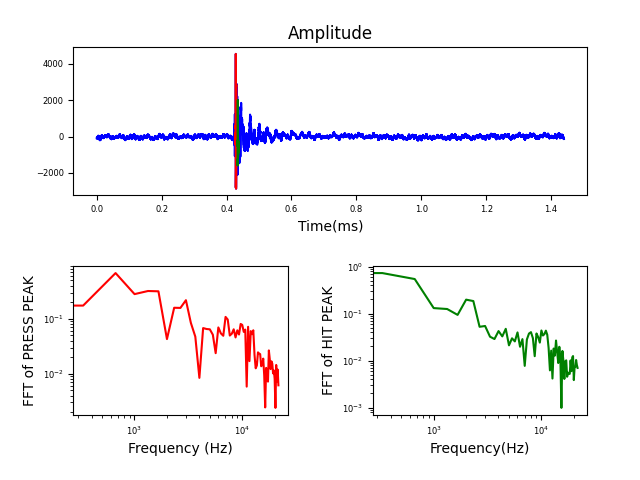 Amplitude
4000
2000
0
−2000
0.0 0.2 0.4 0.6 0.8 1.0 1.2 1.4
Time(ms)
FFT of PRESS PEAK
10⁻¹
10⁻²
10³ 10⁴
Frequency (Hz)
FFT of HIT PEAK
10⁰
10⁻¹
10⁻²
10⁻³
10³ 10⁴
Frequency(Hz)